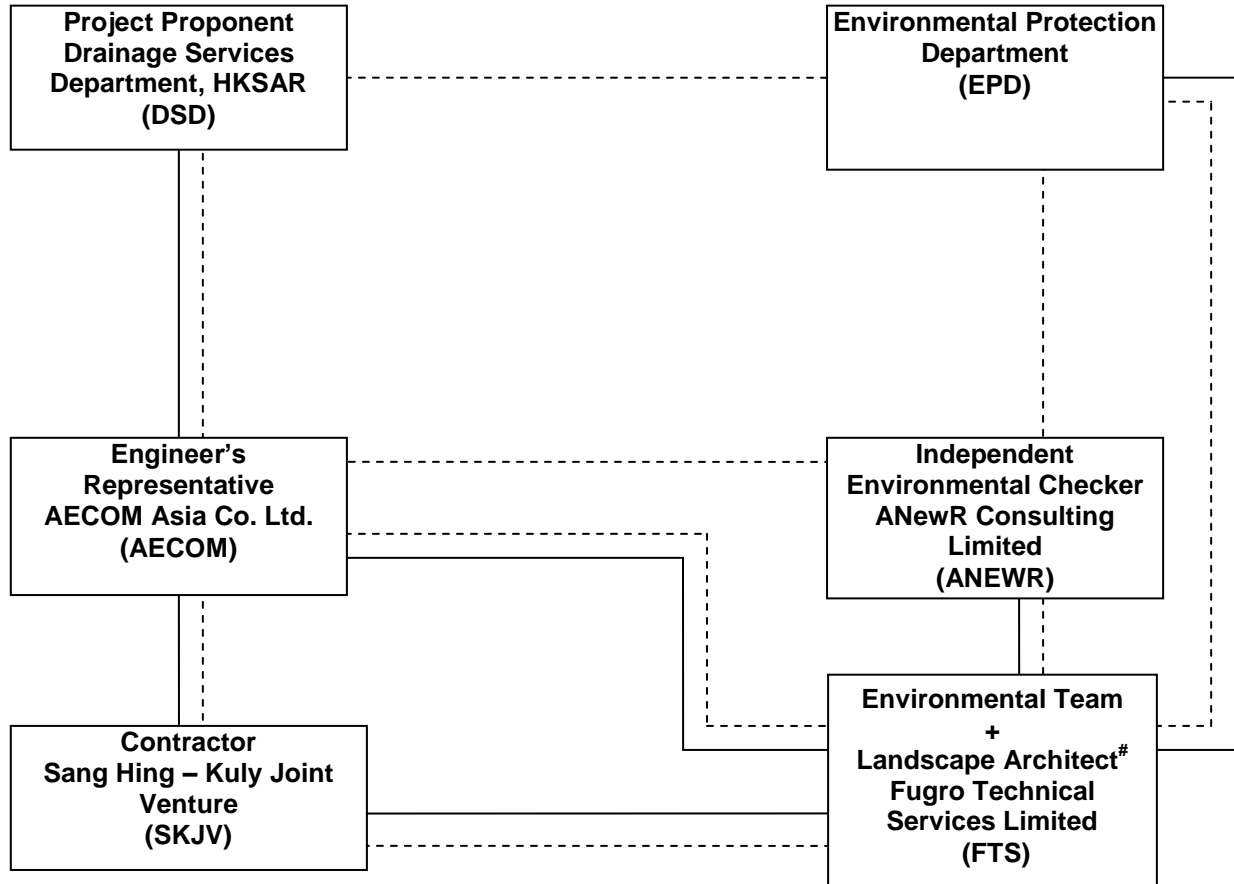 Project Proponent
Drainage Services
Department, HKSAR
(DSD)
Environmental Protection
Department
(EPD)
Engineer’s
Representative
AECOM Asia Co. Ltd.
(AECOM)
Independent
Environmental Checker
ANewR Consulting
Limited
(ANEWR)
Contractor
Sang Hing – Kuly Joint
Venture
(SKJV)
Environmental Team
+
Landscape Architect#
Fugro Technical
Services Limited
(FTS)